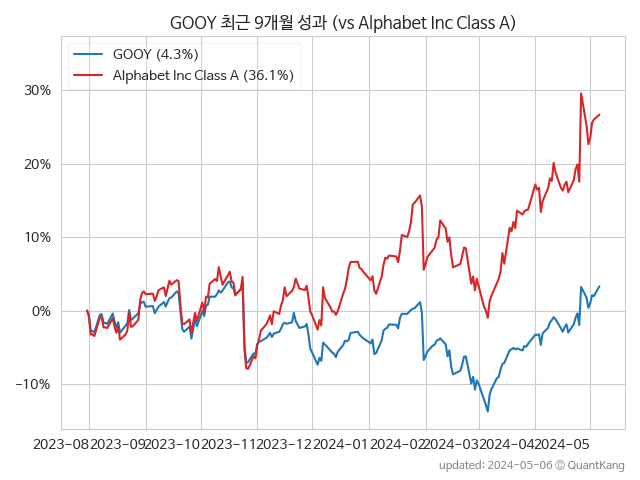 GOOY 최근 9개월 성과 (vs Alphabet Inc Class A)
GOOY (4.3%)
Alphabet Inc Class A (36.1%)
30%
20%
10%
0%
−10%
2023-08 2023-09 2023-10 2023-11 2023-12 2024-01 2024-02 2024-03 2024-04 2024-05
updated: 2024-05-06 © QuantKang